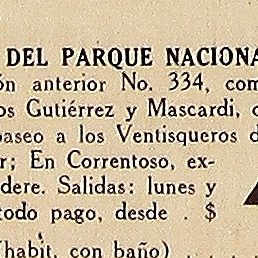 DEL PARQUE NACIONA
ón anterior No. 334, com
os Gutiérrez y Mascardi,
paseo a los Ventisqueros d
r; En Correntoso, ex-
dere. Salidas: lunes y
todo pago, desde . $
(habit. con baño) . . .